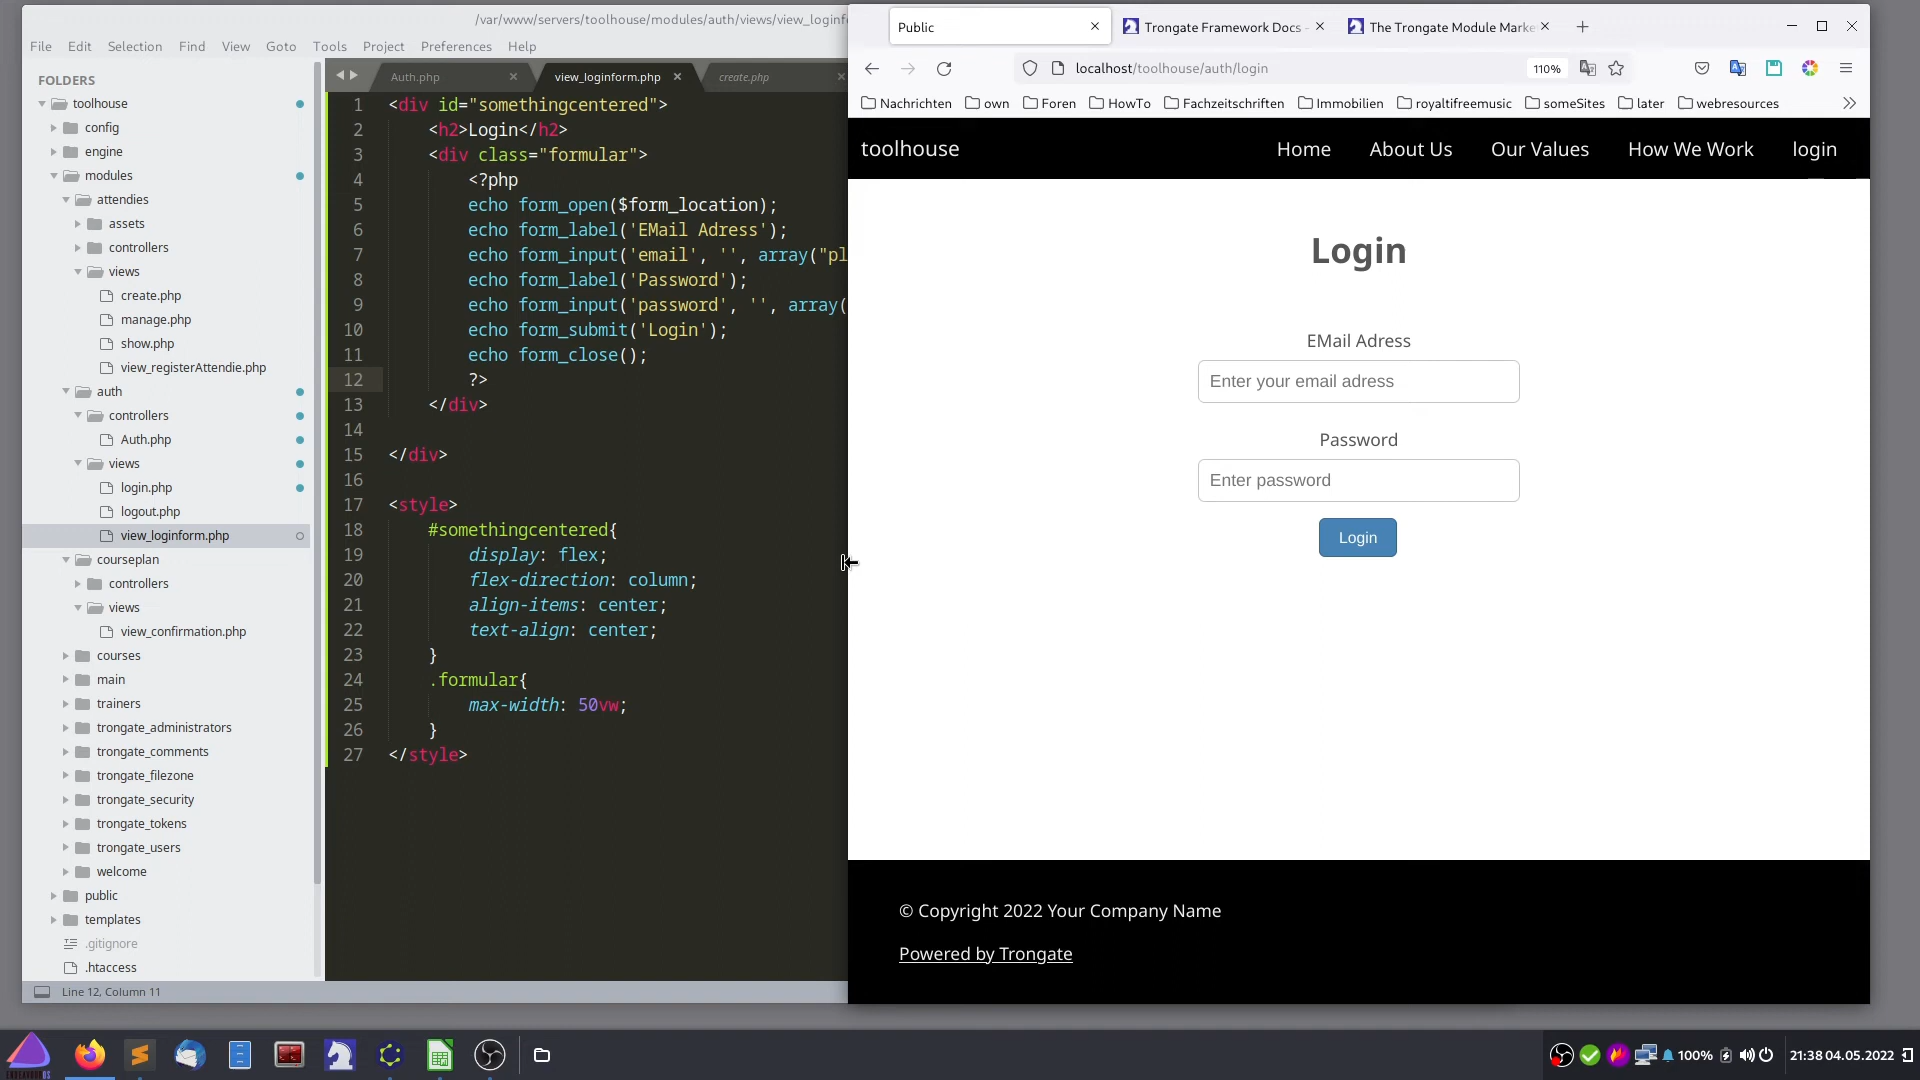 /var/www/servers/toolhouse/modules/auth/views/view_loginf
File Edit Selection Find View Goto Tools Project Preferences Help
FOLDERS
toolhouse
config
engine
modules
attendies
assets
controllers
views
create.php
manage.php
show.php
view_registerAttendie.php
auth
controllers
Auth.php
views
login.php
logout.php
view_loginform.php
courseplan
controllers
views
view_confirmation.php
courses
main
trainers
trongate_administrators
trongate_comments
trongate_filezone
trongate_security
trongate_tokens
trongate_users
welcome
public
templates
.gitignore
.htaccess
Line 12, Column 11
Auth.php view_loginform.php create.php
1 <div id="somethingcentered">
2 <h2>Login</h2>
3 <div class="formular">
4 <?php
5 echo form_open($form_location);
6 echo form_label('EMail Adress');
7 echo form_input('email', '', array("pl
8 echo form_label('Password');
9 echo form_input('password', '', array(
10 echo form_submit('Login');
11 echo form_close();
12 ?>
13 </div>
14
15 </div>
16
17 <style>
18 #somethingcentered{
19 display: flex;
20 flex-direction: column;
21 align-items: center;
22 text-align: center;
23 }
24 .formular{
25 max-width: 50vw;
26 }
27 </style>
Public Trongate Framework Docs - The Trongate Module Marke
localhost/toolhouse/auth/login 110%
Nachrichten own Foren HowTo Fachzeitschriften Immobilien royaltifreemusic someSites later webresources
toolhouse Home About Us Our Values How We Work login
Login
EMail Adress
Enter your email adress
Password
Enter password
Login
© Copyright 2022 Your Company Name
Powered by Trongate
100% 21:38 04.05.2022